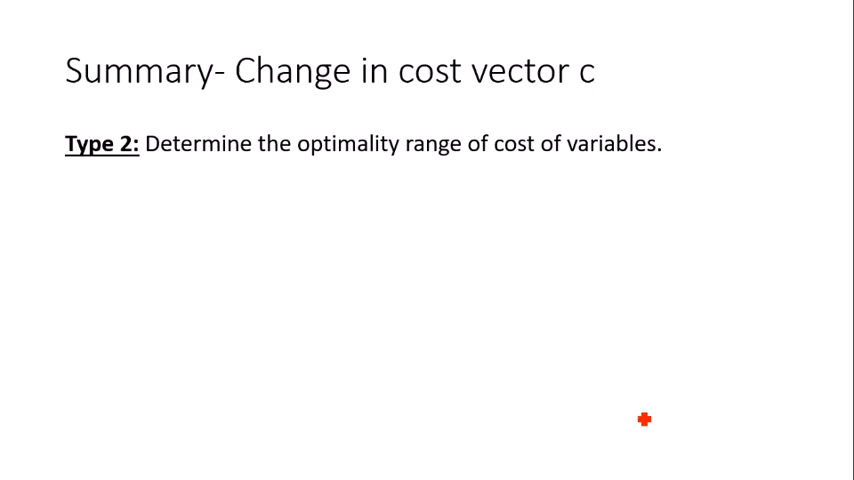 Summary- Change in cost vector c
Type 2: Determine the optimality range of cost of variables.